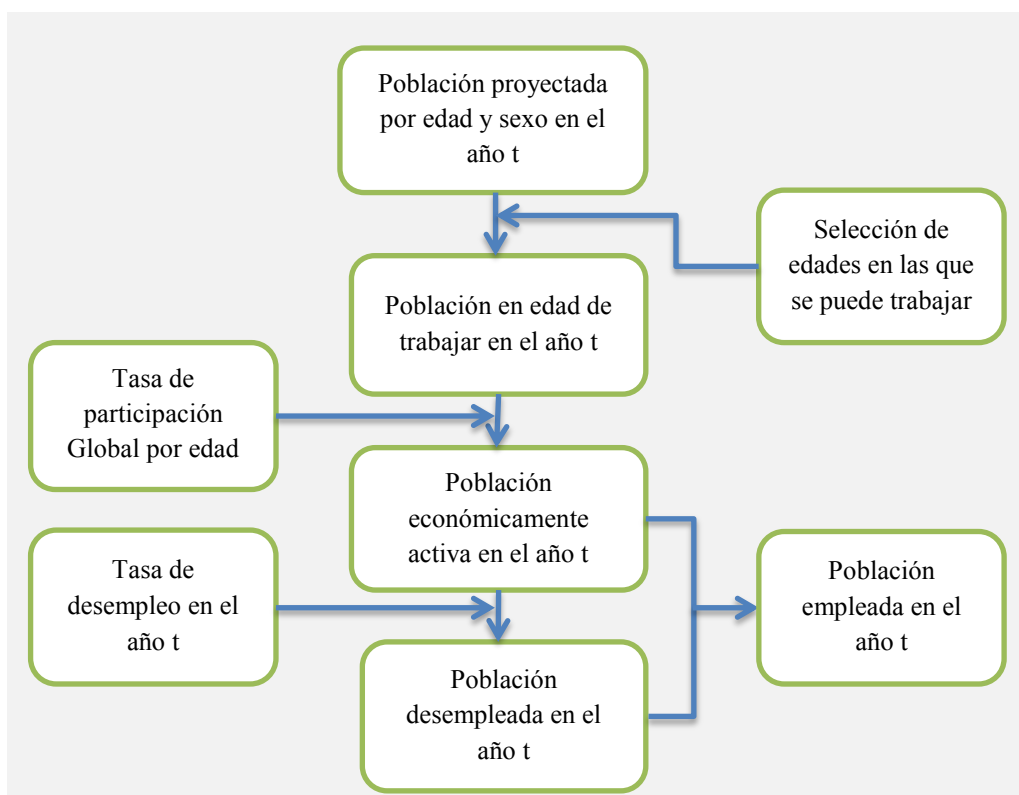 Población proyectada
por edad y sexo en el
año t
Selección de
edades en las que
se puede trabajar
Población en edad de
trabajar en el año t
Tasa de
participación
Global por edad
Población
económicamente
activa en el año t
Tasa de
desempleo en el
año t
Población
empleada en el
año t
Población
desempleada en el
año t